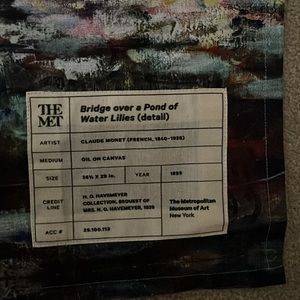 THE
MET
Bridge over a Pond of
Water Lilies (detail)
ARTIST
CLAUDE MONET (FRENCH, 1840–1926)
MEDIUM
OIL ON CANVAS
SIZE
36½ X 29 in.
YEAR
1899
CREDIT
LINE
H. O. HAVEMEYER
COLLECTION, BEQUEST OF
MRS. H. O. HAVEMEYER, 1929
The Metropolitan
Museum of Art
New York
ACC #
29.100.113